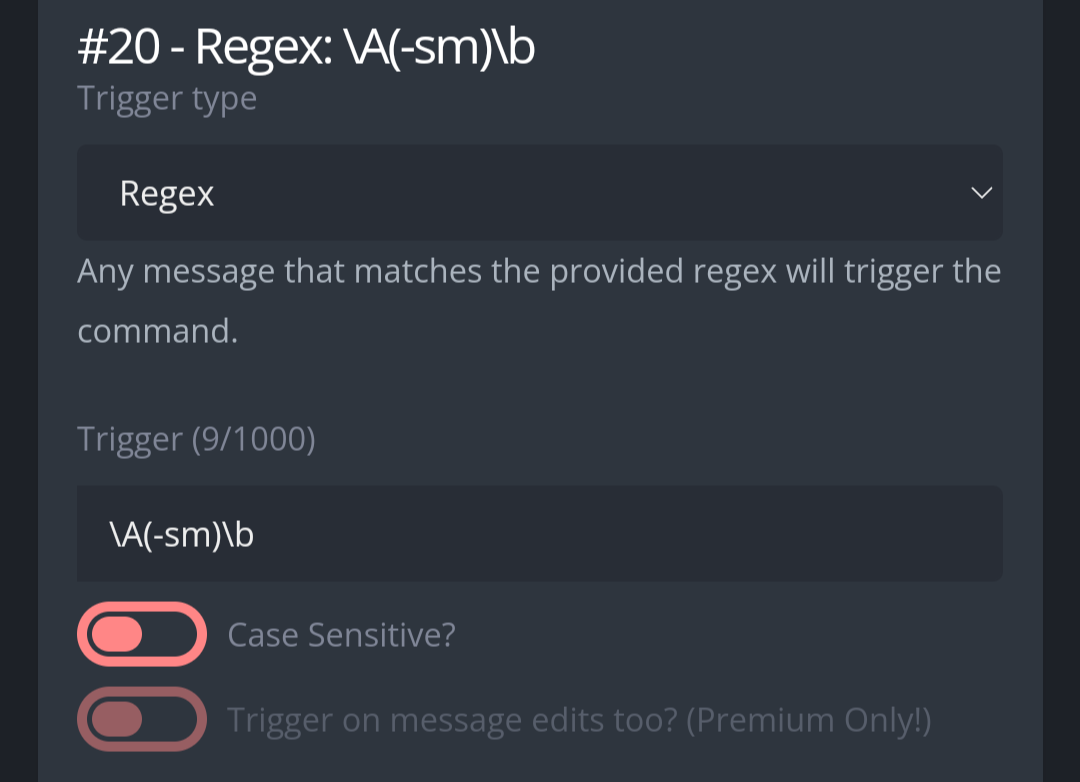 #20 - Regex: \A(-sm)\b
Trigger type
Regex
Any message that matches the provided regex will trigger the
command.
Trigger (9/1000)
\A(-sm)\b
Case Sensitive?
Trigger on message edits too? (Premium Only!)